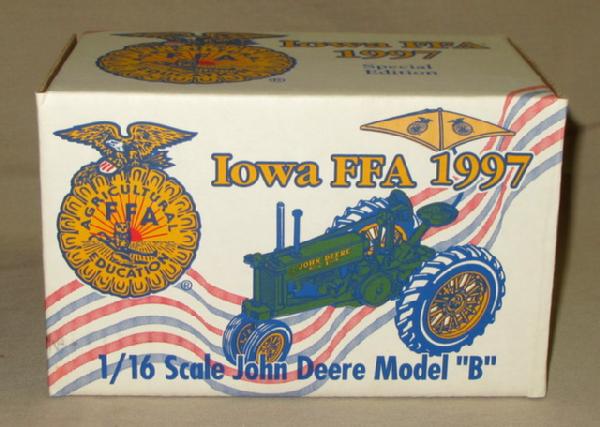 FFA
Iowa FFA
1997
Special
Edition
Iowa FFA 1997
AGRICULTURAL
FFA
EDUCATION
®
JOHN DEERE
1/16 Scale John Deere Model "B"